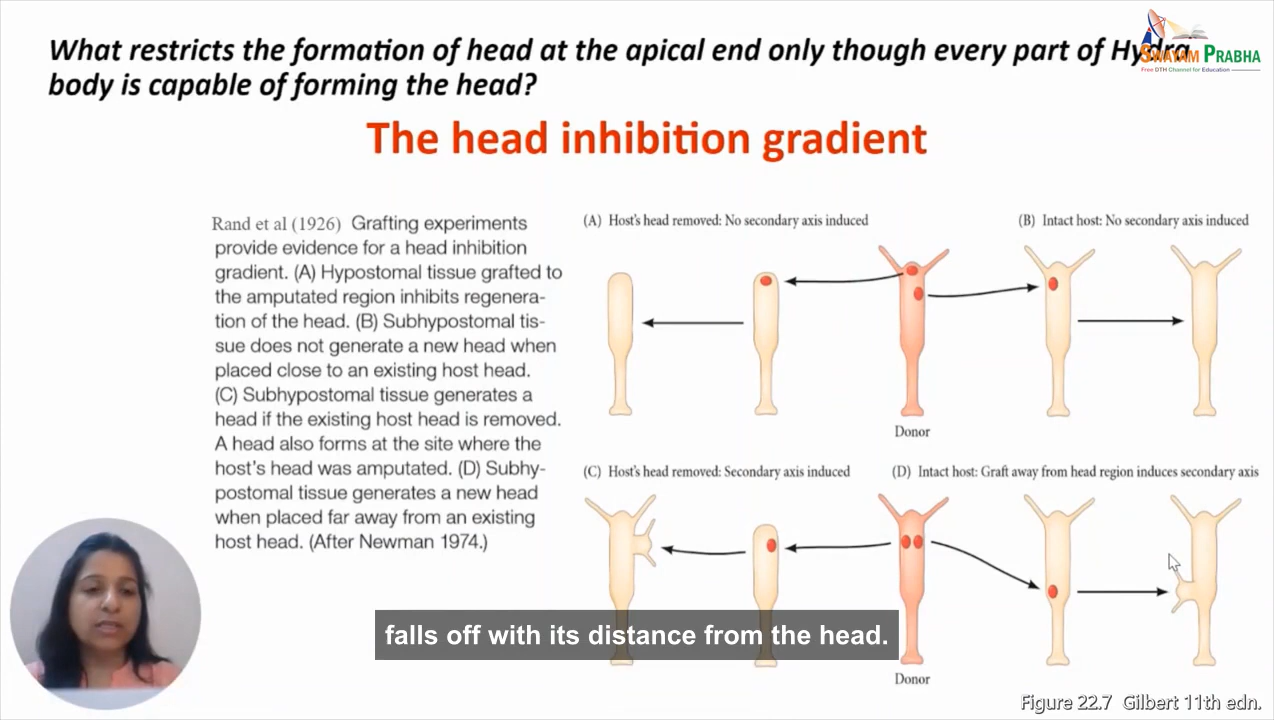 What restricts the formation of head at the apical end only though every part of Hydra
body is capable of forming the head?
SWAYAM PRABHA
Free DTH Channel for Education
The head inhibition gradient
Rand et al (1926) Grafting experiments
provide evidence for a head inhibition
gradient. (A) Hypostomal tissue grafted to
the amputated region inhibits regenera-
tion of the head. (B) Subhypostomal tis-
sue does not generate a new head when
placed close to an existing host head.
(C) Subhypostomal tissue generates a
head if the existing host head is removed.
A head also forms at the site where the
host's head was amputated. (D) Subhy-
postomal tissue generates a new head
when placed far away from an existing
host head. (After Newman 1974.)
(A) Host's head removed: No secondary axis induced
(B) Intact host: No secondary axis induced
Donor
(C) Host's head removed: Secondary axis induced
(D) Intact host: Graft away from head region induces secondary axis
Donor
falls off with its distance from the head.
Figure 22.7 Gilbert 11th edn.